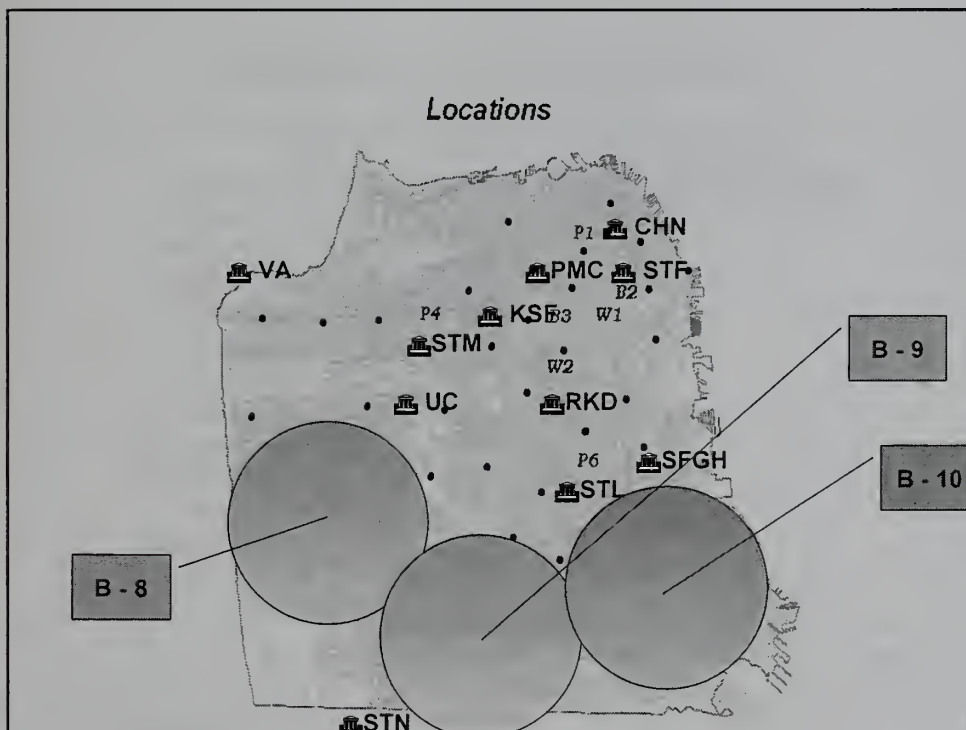 Locations
P1
CHN
VA
PMC
STF
B2
P4
KSF
B3
W1
STM
B - 9
W2
UC
RKD
P6
SFGH
B - 10
STL
B - 8
STN